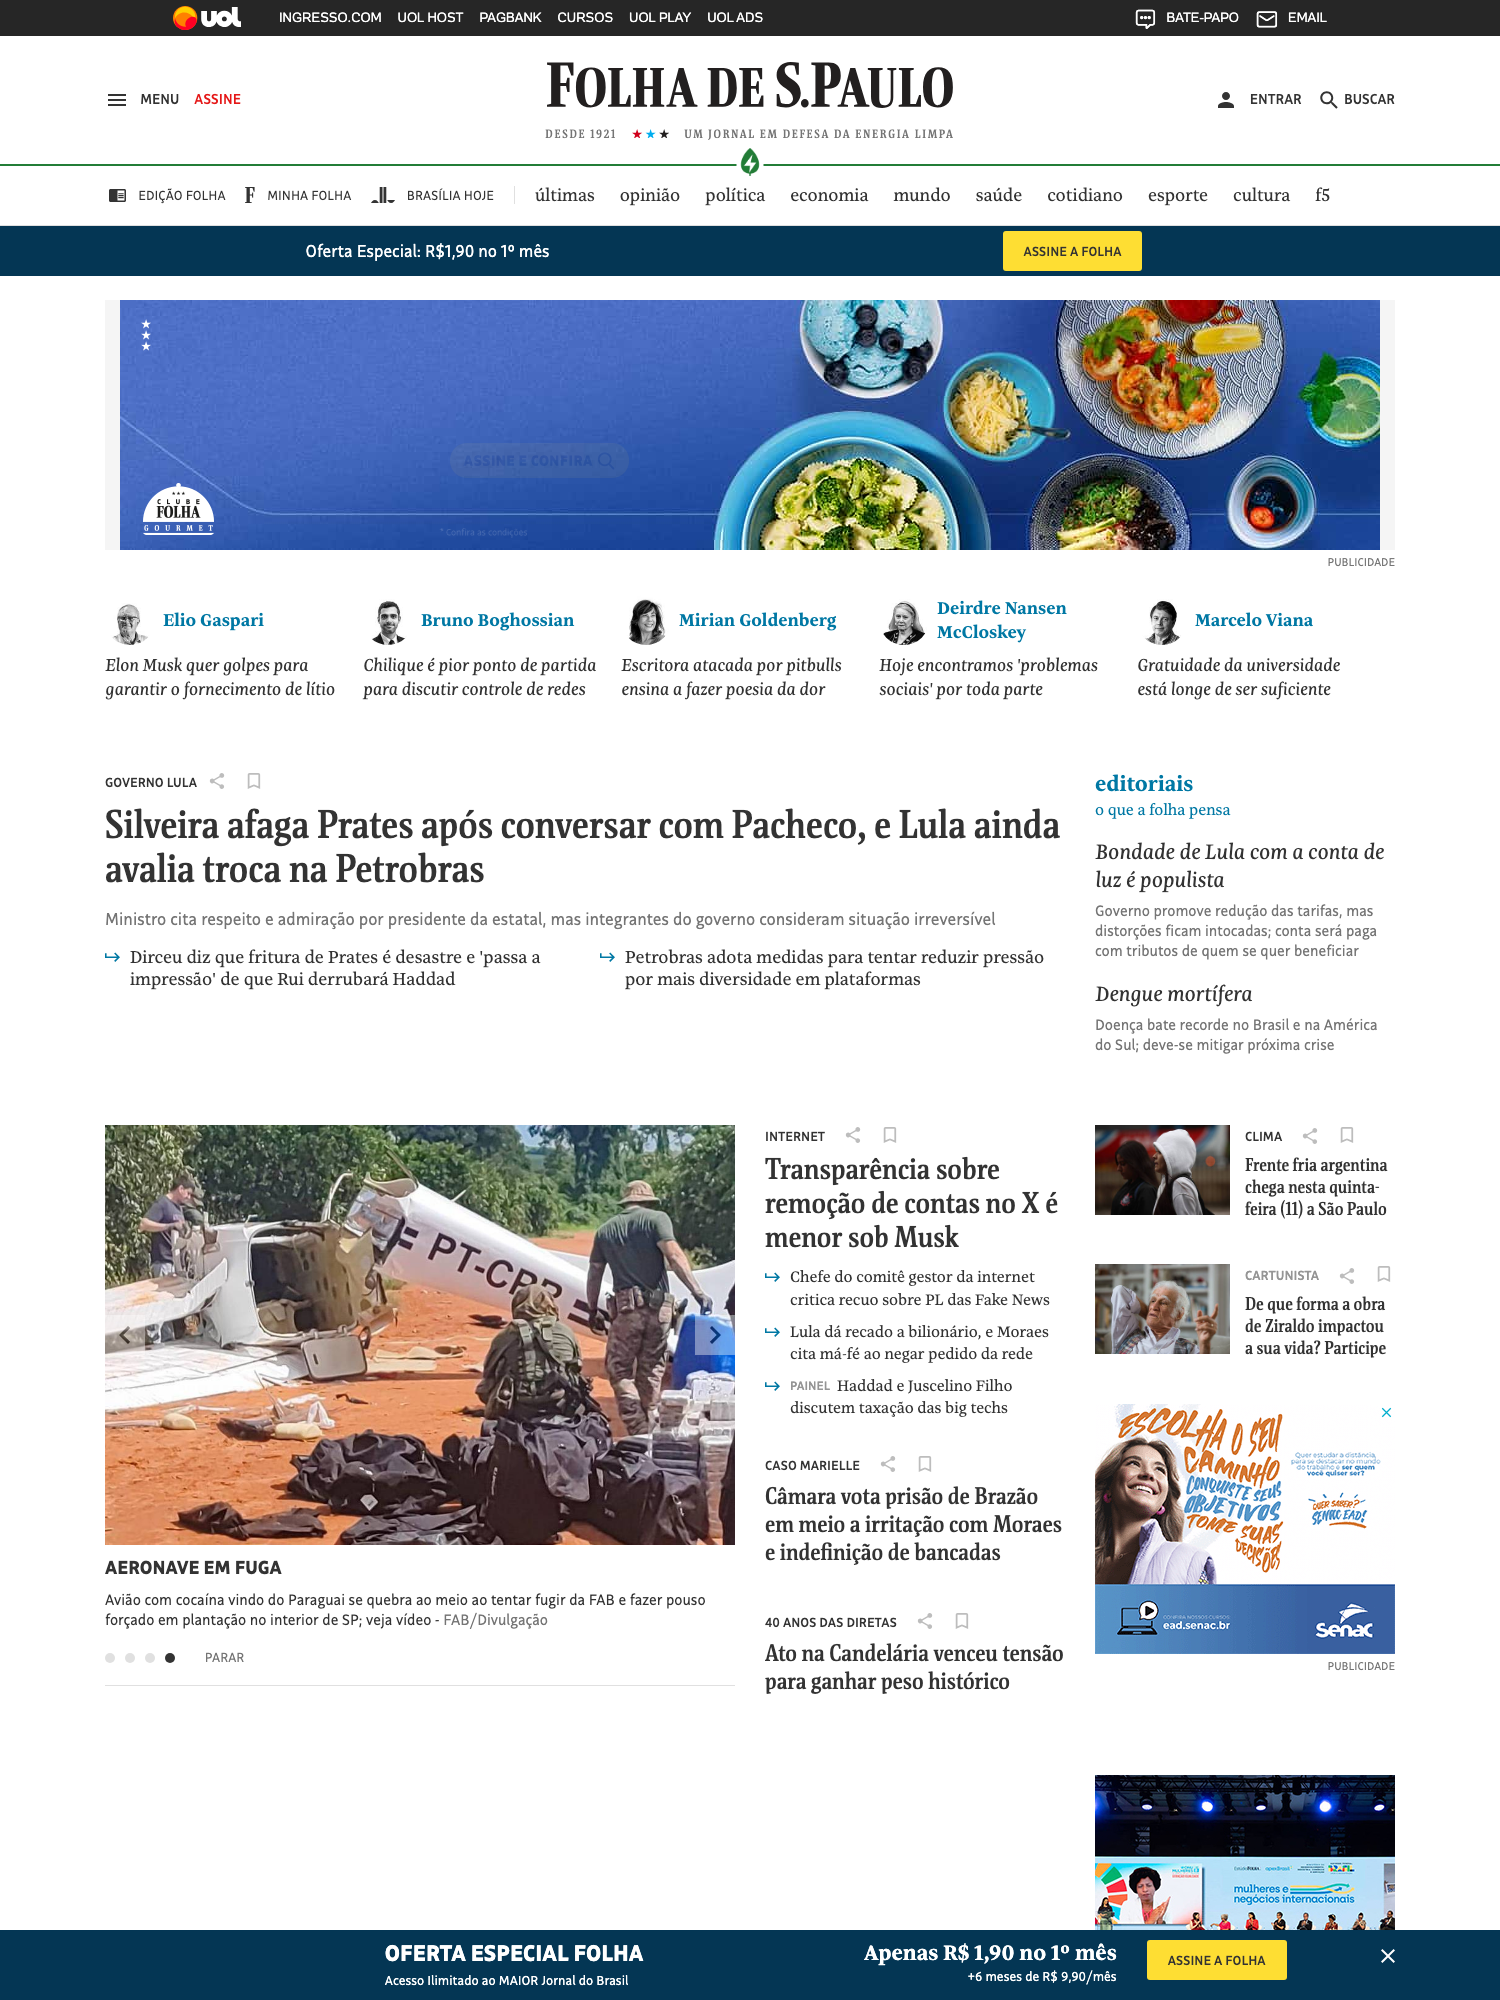 uol INGRESSO.COM UOL HOST PAGBANK CURSOS UOL PLAY UOL ADS BATE-PAPO EMAIL
MENU ASSINE
FOLHA DE S.PAULO
ENTRAR BUSCAR
DESDE 1921 ★★★ UM JORNAL EM DEFESA DA ENERGIA LIMPA
EDIÇÃO FOLHA F MINHA FOLHA BRASÍLIA HOJE últimas opinião política economia mundo saúde cotidiano esporte cultura f5
Oferta Especial: R$1,90 no 1º mês ASSINE A FOLHA
ASSINE E CONFIRA
CLUBE
FOLHA
GOURMET
* Confira as condições
PUBLICIDADE
Elio Gaspari
Elon Musk quer golpes para
garantir o fornecimento de lítio
Bruno Boghossian
Chilique é pior ponto de partida
para discutir controle de redes
Mirian Goldenberg
Escritora atacada por pitbulls
ensina a fazer poesia da dor
Deirdre Nansen
McCloskey
Hoje encontramos 'problemas
sociais' por toda parte
Marcelo Viana
Gratuidade da universidade
está longe de ser suficiente
GOVERNO LULA
Silveira afaga Prates após conversar com Pacheco, e Lula ainda
avalia troca na Petrobras
Ministro cita respeito e admiração por presidente da estatal, mas integrantes do governo consideram situação irreversível
Dirceu diz que fritura de Prates é desastre e 'passa a
impressão' de que Rui derrubará Haddad
Petrobras adota medidas para tentar reduzir pressão
por mais diversidade em plataformas
editoriais
o que a folha pensa
Bondade de Lula com a conta de
luz é populista
Governo promove redução das tarifas, mas
distorções ficam intocadas; conta será paga
com tributos de quem se quer beneficiar
Dengue mortífera
Doença bate recorde no Brasil e na América
do Sul; deve-se mitigar próxima crise
PT-CRR
AERONAVE EM FUGA
Avião com cocaína vindo do Paraguai se quebra ao meio ao tentar fugir da FAB e fazer pouso
forçado em plantação no interior de SP; veja vídeo - FAB/Divulgação
PARAR
INTERNET
Transparência sobre
remoção de contas no X é
menor sob Musk
Chefe do comitê gestor da internet
critica recuo sobre PL das Fake News
Lula dá recado a bilionário, e Moraes
cita má-fé ao negar pedido da rede
PAINEL Haddad e Juscelino Filho
discutem taxação das big techs
CASO MARIELLE
Câmara vota prisão de Brazão
em meio a irritação com Moraes
e indefinição de bancadas
40 ANOS DAS DIRETAS
Ato na Candelária venceu tensão
para ganhar peso histórico
CLIMA
Frente fria argentina
chega nesta quinta-
feira (11) a São Paulo
CARTUNISTA
De que forma a obra
de Ziraldo impactou
a sua vida? Participe
ESCOLHA O SEU
CAMINHO
CONQUISTE SEUS
OBJETIVOS
TOME SUAS
DECISÕES
Quer estudar a distância,
para se destacar no mundo
do trabalho e ser quem
você quiser ser?
QUER SABER?
SENAC EAD!
CONFIRA NOSSOS CURSOS
ead.senac.br
senac
PUBLICIDADE
mulheres e
negócios internacionais
OFERTA ESPECIAL FOLHA
Acesso Ilimitado ao MAIOR Jornal do Brasil
Apenas R$ 1,90 no 1º mês
+6 meses de R$ 9,90/mês
ASSINE A FOLHA